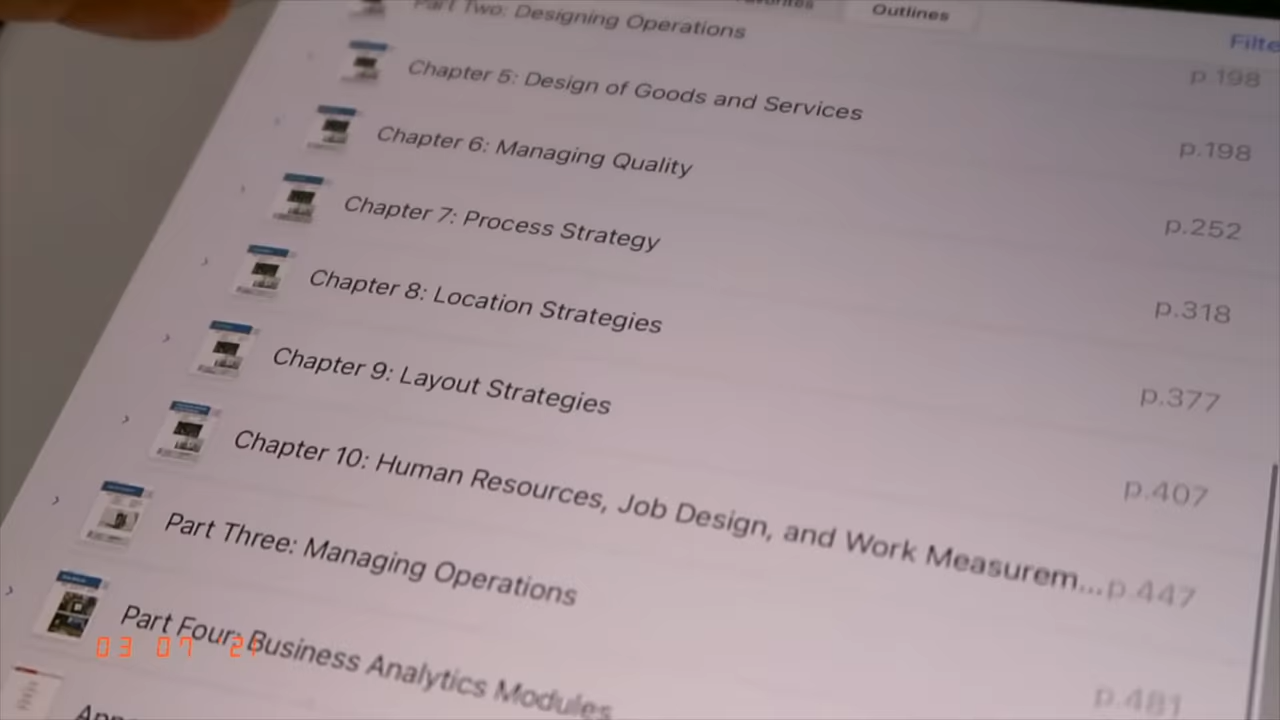 Outlines
Filte
Part Two: Designing Operations p.198
Chapter 5: Design of Goods and Services p.198
Chapter 6: Managing Quality p.252
Chapter 7: Process Strategy p.318
Chapter 8: Location Strategies p.377
Chapter 9: Layout Strategies p.407
Chapter 10: Human Resources, Job Design, and Work Measurem... p.447
Part Three: Managing Operations p.481
Part Four: Business Analytics Modules
03 07 '21